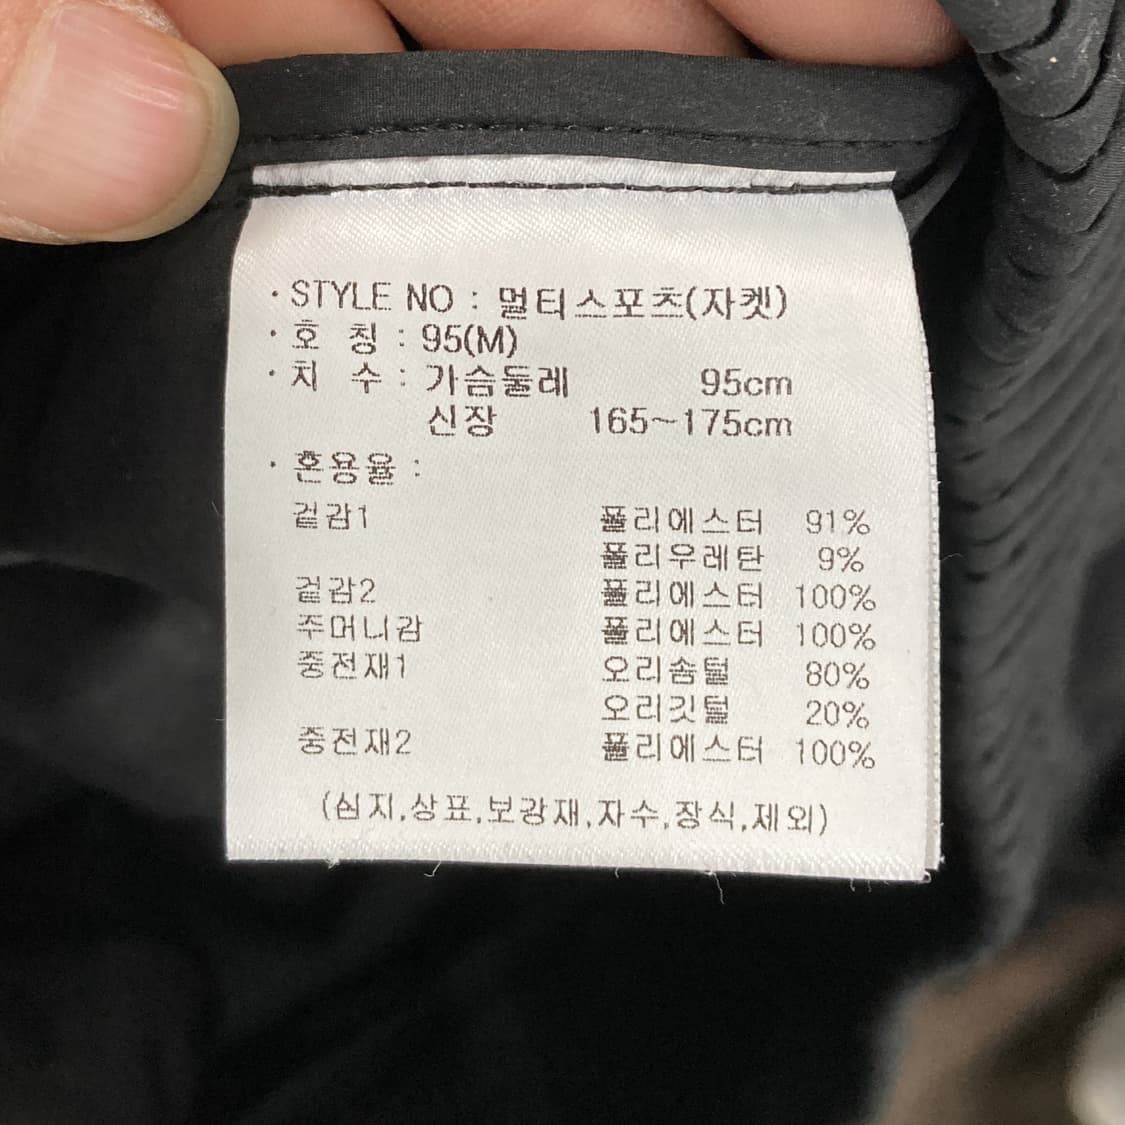 · STYLE NO : 멀티스포츠(자켓)
· 호 칭 : 95(M)
· 치 수 : 가슴둘레 95cm
신장 165~175cm
· 혼용율 :
겉감1 폴리에스터 91%
폴리우레탄 9%
겉감2 폴리에스터 100%
주머니감 폴리에스터 100%
충전재1 오리솜털 80%
오리깃털 20%
충전재2 폴리에스터 100%
(심지,상표,보강재,자수,장식,제외)